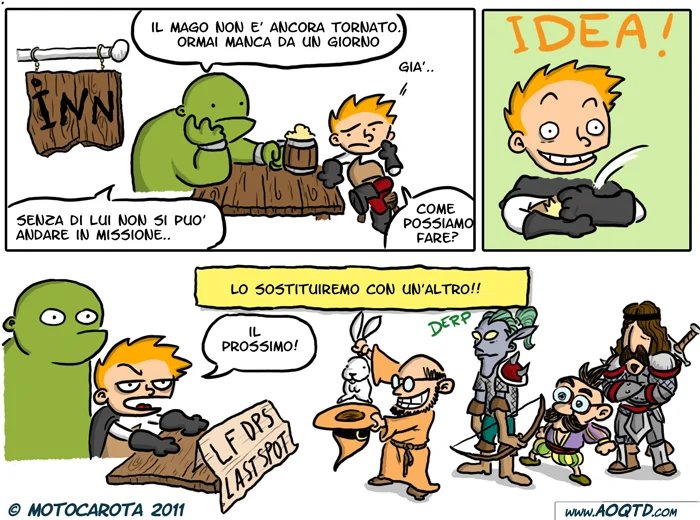 INN
IL MAGO NON E' ANCORA TORNATO.
ORMAI MANCA DA UN GIORNO
GIA'..
SENZA DI LUI NON SI PUO'
ANDARE IN MISSIONE..
COME
POSSIAMO
FARE?
IDEA!
LO SOSTITUIREMO CON UN'ALTRO!!
IL
PROSSIMO!
DERP
LF DPS
LAST SPOT
© MOTOCAROTA 2011
WWW.AOQTD.COM